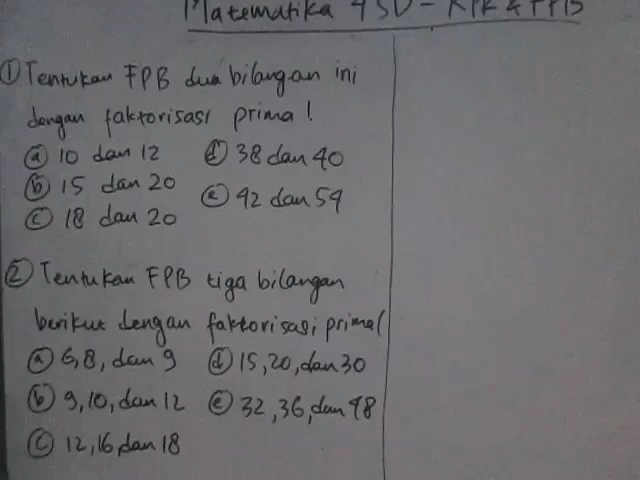 Matematika 4 SD - KPK & FPB
① Tentukan FPB dua bilangan ini
dengan faktorisasi prima!
ⓐ 10 dan 12
ⓑ 15 dan 20
ⓒ 18 dan 20
ⓓ 38 dan 40
ⓔ 42 dan 54
② Tentukan FPB tiga bilangan
berikut dengan faktorisasi prima!
ⓐ 6, 8, dan 9
ⓑ 9, 10, dan 12
ⓒ 12, 16, dan 18
ⓓ 15, 20, dan 30
ⓔ 32, 36, dan 48